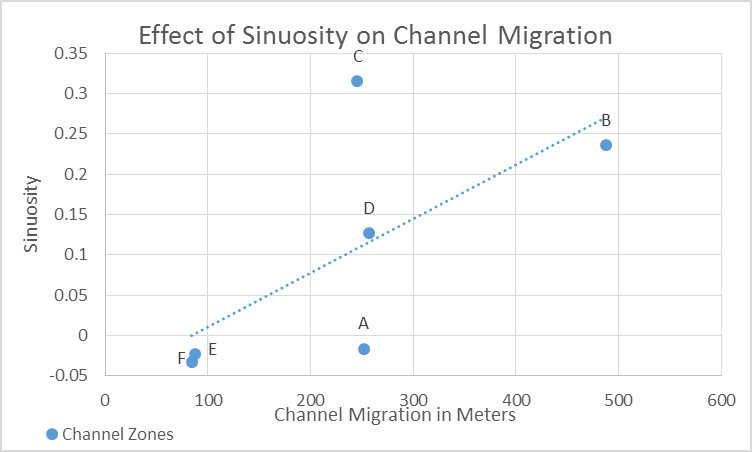 Effect of Sinuosity on Channel Migration
C
0.35
0.3
B
0.25
0.2
D
0.15
Sinuosity
0.1
0.05
A
0
F E
-0.05
0 100 200 300 400 500 600
Channel Migration in Meters
Channel Zones